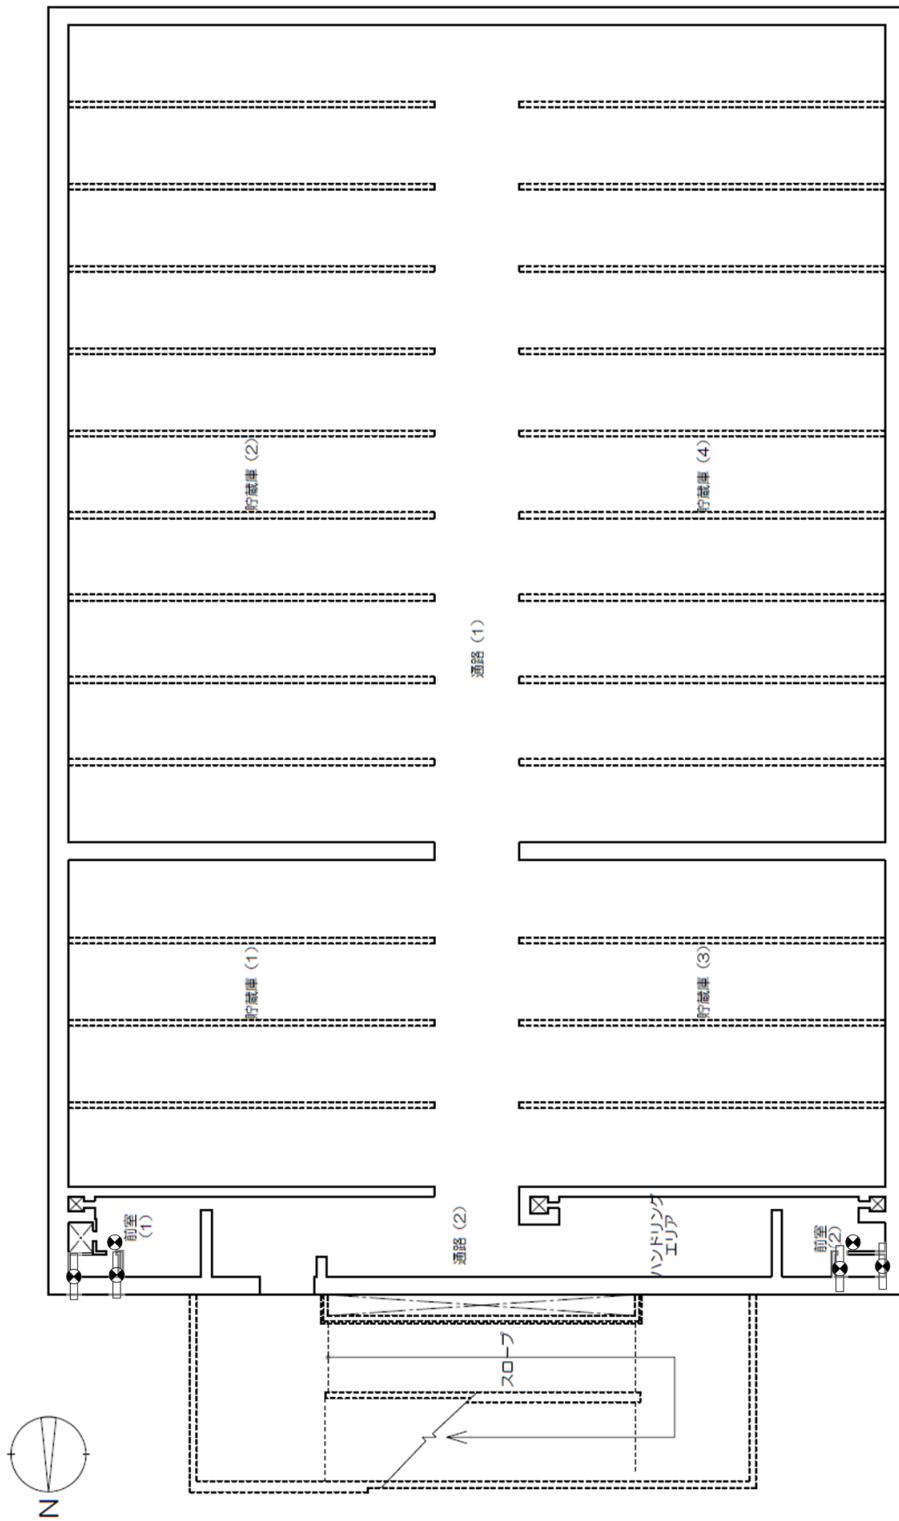 貯蔵庫 (2)
貯蔵庫 (4)
通路 (1)
貯蔵庫 (1)
貯蔵庫 (3)
前室
(1)
通路 (2)
ハンドリング
エリア
前室
(2)
スロープ
N